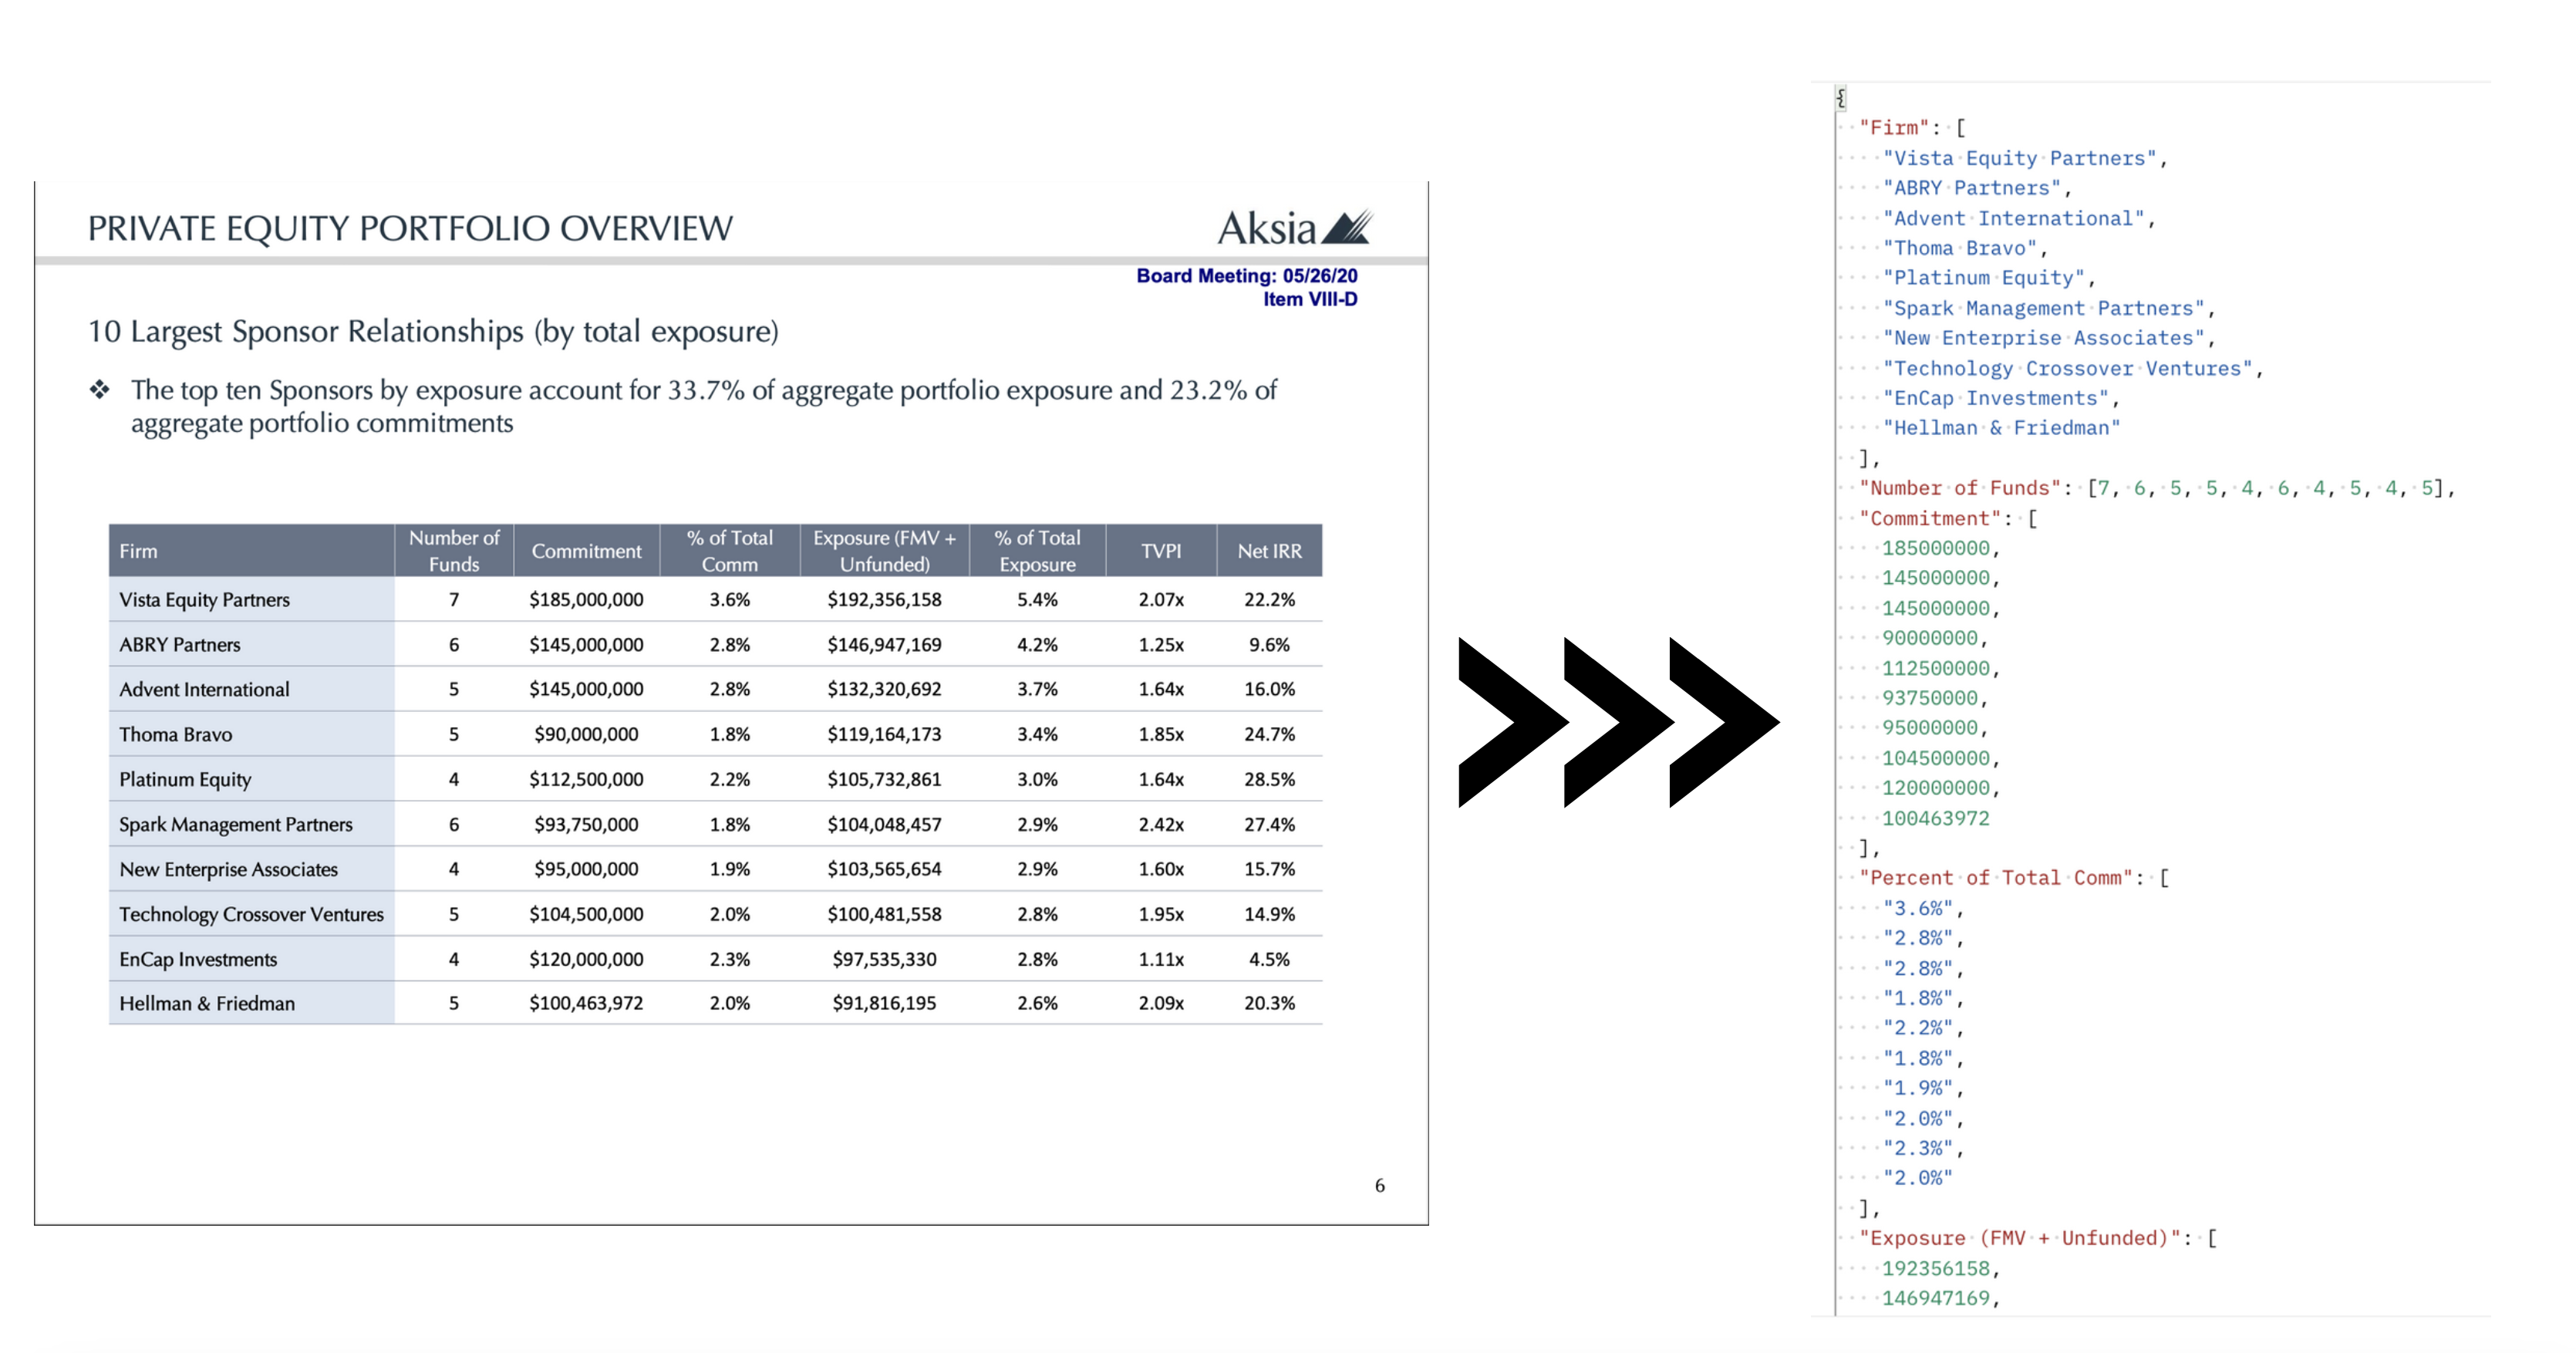 PRIVATE EQUITY PORTFOLIO OVERVIEW
Aksia
Board Meeting: 05/26/20
Item VIII-D
10 Largest Sponsor Relationships (by total exposure)
❖ The top ten Sponsors by exposure account for 33.7% of aggregate portfolio exposure and 23.2% of
aggregate portfolio commitments
Firm Number of Funds Commitment % of Total Comm Exposure (FMV + Unfunded) % of Total Exposure TVPI Net IRR
Vista Equity Partners 7 $185,000,000 3.6% $192,356,158 5.4% 2.07x 22.2%
ABRY Partners 6 $145,000,000 2.8% $146,947,169 4.2% 1.25x 9.6%
Advent International 5 $145,000,000 2.8% $132,320,692 3.7% 1.64x 16.0%
Thoma Bravo 5 $90,000,000 1.8% $119,164,173 3.4% 1.85x 24.7%
Platinum Equity 4 $112,500,000 2.2% $105,732,861 3.0% 1.64x 28.5%
Spark Management Partners 6 $93,750,000 1.8% $104,048,457 2.9% 2.42x 27.4%
New Enterprise Associates 4 $95,000,000 1.9% $103,565,654 2.9% 1.60x 15.7%
Technology Crossover Ventures 5 $104,500,000 2.0% $100,481,558 2.8% 1.95x 14.9%
EnCap Investments 4 $120,000,000 2.3% $97,535,330 2.8% 1.11x 4.5%
Hellman & Friedman 5 $100,463,972 2.0% $91,816,195 2.6% 2.09x 20.3%
6
{
"Firm": [
"Vista Equity Partners",
"ABRY Partners",
"Advent International",
"Thoma Bravo",
"Platinum Equity",
"Spark Management Partners",
"New Enterprise Associates",
"Technology Crossover Ventures",
"EnCap Investments",
"Hellman & Friedman"
],
"Number of Funds": [7, 6, 5, 5, 4, 6, 4, 5, 4, 5],
"Commitment": [
185000000,
145000000,
145000000,
90000000,
112500000,
93750000,
95000000,
104500000,
120000000,
100463972
],
"Percent of Total Comm": [
"3.6%",
"2.8%",
"2.8%",
"1.8%",
"2.2%",
"1.8%",
"1.9%",
"2.0%",
"2.3%",
"2.0%"
],
"Exposure (FMV + Unfunded)": [
192356158,
146947169,